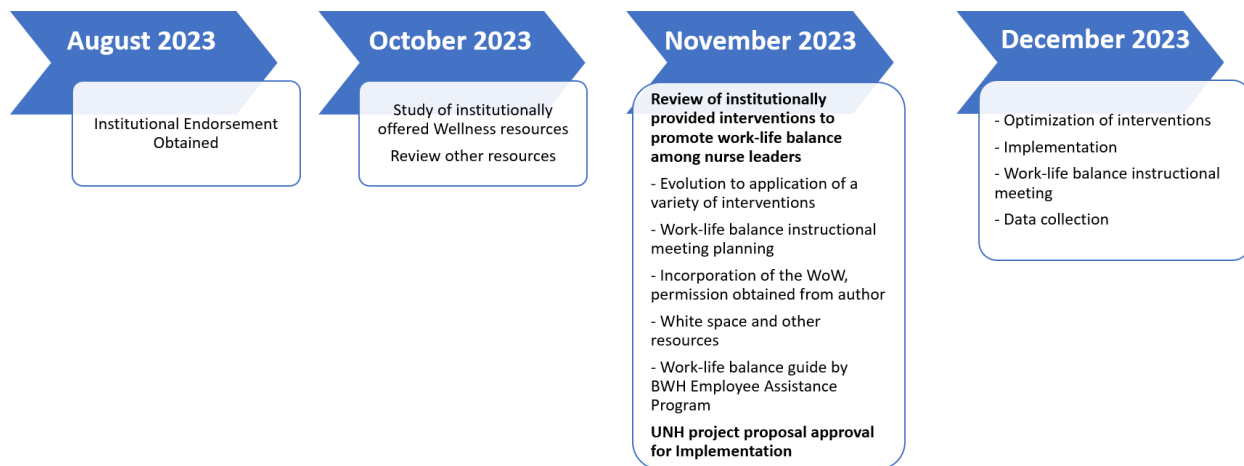 August 2023
Institutional Endorsement
Obtained
October 2023
Study of institutionally
offered Wellness resources
Review other resources
November 2023
Review of institutionally
provided interventions to
promote work-life balance
among nurse leaders
- Evolution to application of a
variety of interventions
- Work-life balance instructional
meeting planning
- Incorporation of the WoW,
permission obtained from author
- White space and other
resources
- Work-life balance guide by
BWH Employee Assistance
Program
UNH project proposal approval
for Implementation
December 2023
- Optimization of interventions
- Implementation
- Work-life balance instructional
meeting
- Data collection